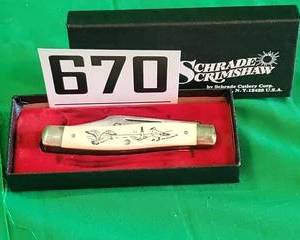 670
SCHRADE
SCRIMSHAW
by Schrade Cutlery Corp.
, N. Y. 12428 U.S.A.